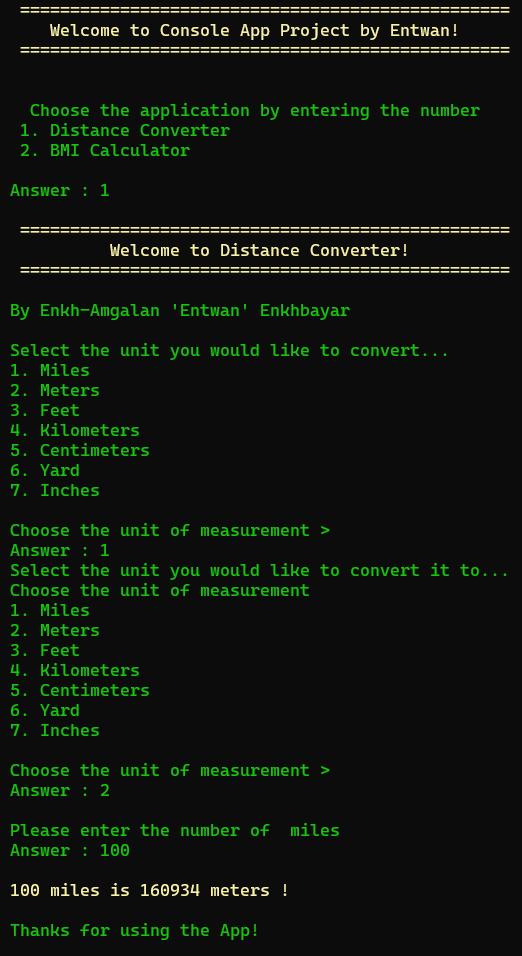 =================================================
Welcome to Console App Project by Entwan!
=================================================
Choose the application by entering the number
1. Distance Converter
2. BMI Calculator
Answer : 1
=================================================
Welcome to Distance Converter!
=================================================
By Enkh-Amgalan 'Entwan' Enkhbayar
Select the unit you would like to convert...
1. Miles
2. Meters
3. Feet
4. Kilometers
5. Centimeters
6. Yard
7. Inches
Choose the unit of measurement >
Answer : 1
Select the unit you would like to convert it to...
Choose the unit of measurement
1. Miles
2. Meters
3. Feet
4. Kilometers
5. Centimeters
6. Yard
7. Inches
Choose the unit of measurement >
Answer : 2
Please enter the number of  miles
Answer : 100
100 miles is 160934 meters !
Thanks for using the App!